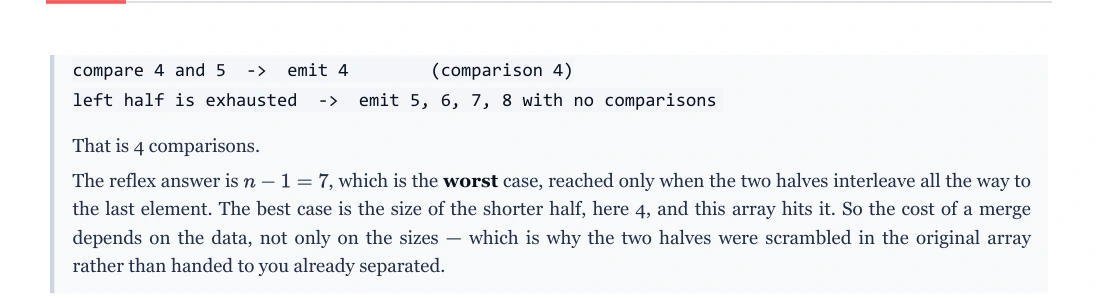 compare 4 and 5  ->  emit 4       (comparison 4)
left half is exhausted  ->  emit 5, 6, 7, 8 with no comparisons
That is 4 comparisons.
The reflex answer is n − 1 = 7, which is the worst case, reached only when the two halves interleave all the way to
the last element. The best case is the size of the shorter half, here 4, and this array hits it. So the cost of a merge
depends on the data, not only on the sizes — which is why the two halves were scrambled in the original array
rather than handed to you already separated.